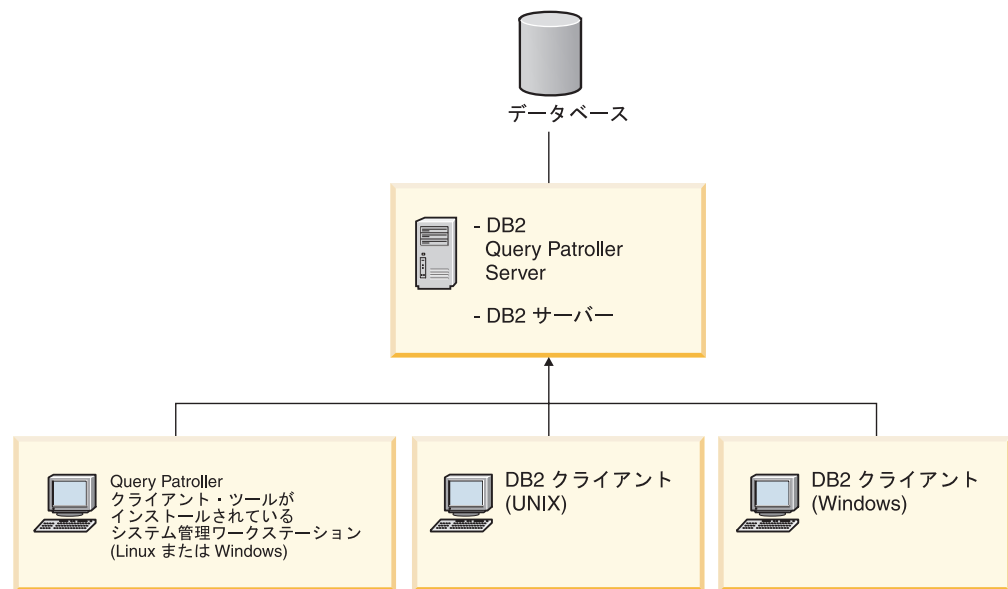 データベース
- DB2
Query Patroller
Server
- DB2 サーバー
Query Patroller
クライアント・ツールが
インストールされている
システム管理ワークステーション
(Linux または Windows)
DB2 クライアント
(UNIX)
DB2 クライアント
(Windows)